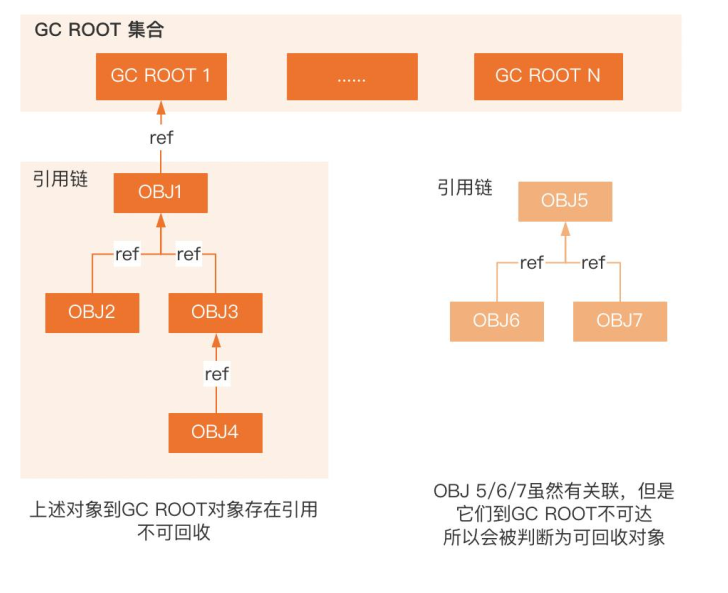 GC ROOT 集合
GC ROOT 1
......
GC ROOT N
ref
引用链
OBJ1
ref
ref
OBJ2
OBJ3
ref
OBJ4
上述对象到GC ROOT对象存在引用
不可回收
引用链
OBJ5
ref
ref
OBJ6
OBJ7
OBJ 5/6/7虽然有关联，但是
它们到GC ROOT不可达
所以会被判断为可回收对象